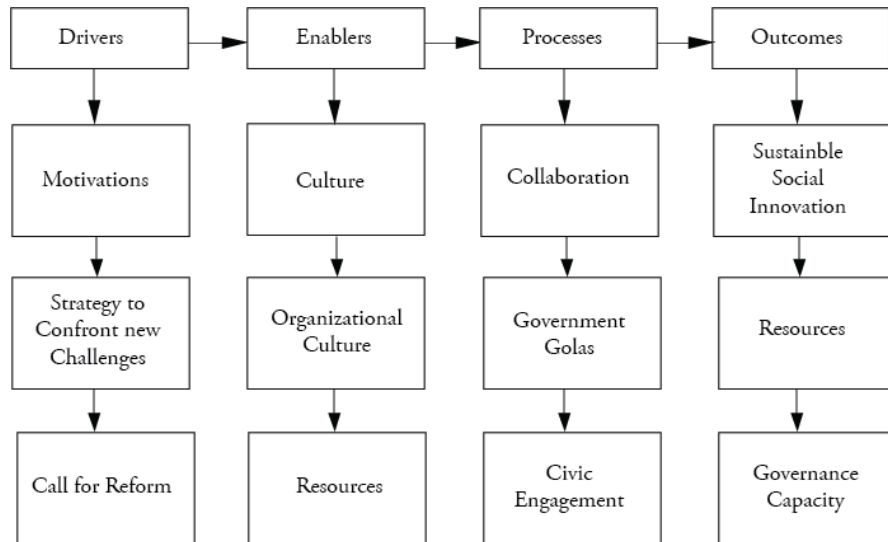 Drivers
Enablers
Processes
Outcomes
Motivations
Culture
Collaboration
Sustainble
Social
Innovation
Strategy to
Confront new
Challenges
Organizational
Culture
Government
Golas
Resources
Call for Reform
Resources
Civic
Engagement
Governance
Capacity